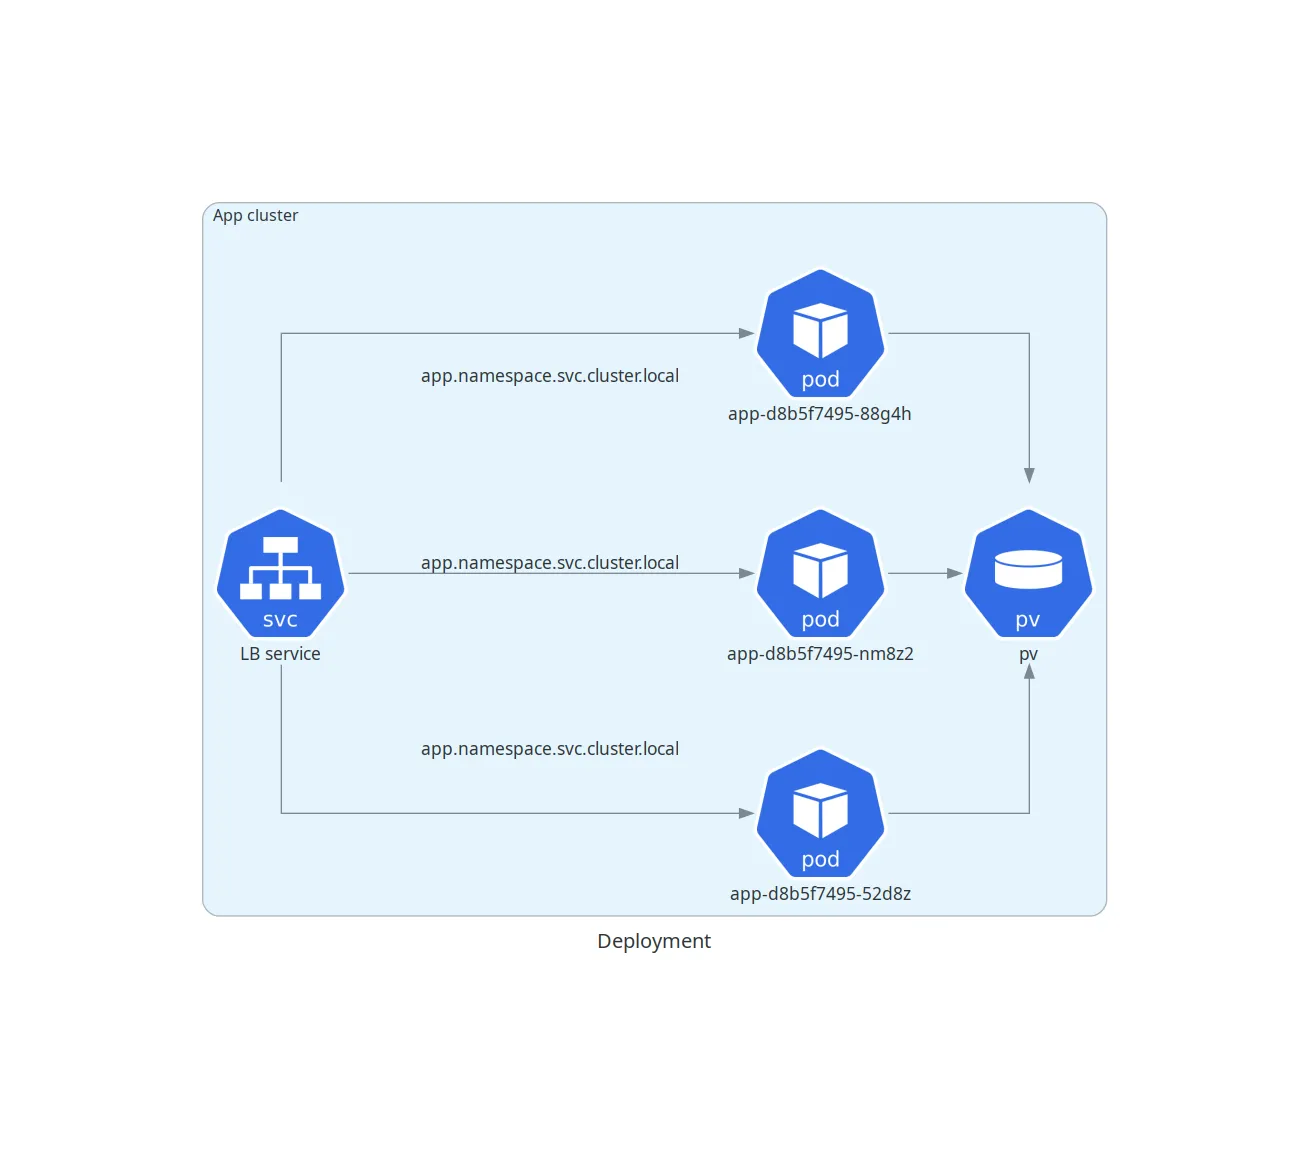 App cluster
pod
app.namespace.svc.cluster.local
app-d8b5f7495-88g4h
app.namespace.svc.cluster.local
svc
pod
pv
LB service
app-d8b5f7495-nm8z2
pv
app.namespace.svc.cluster.local
pod
app-d8b5f7495-52d8z
Deployment